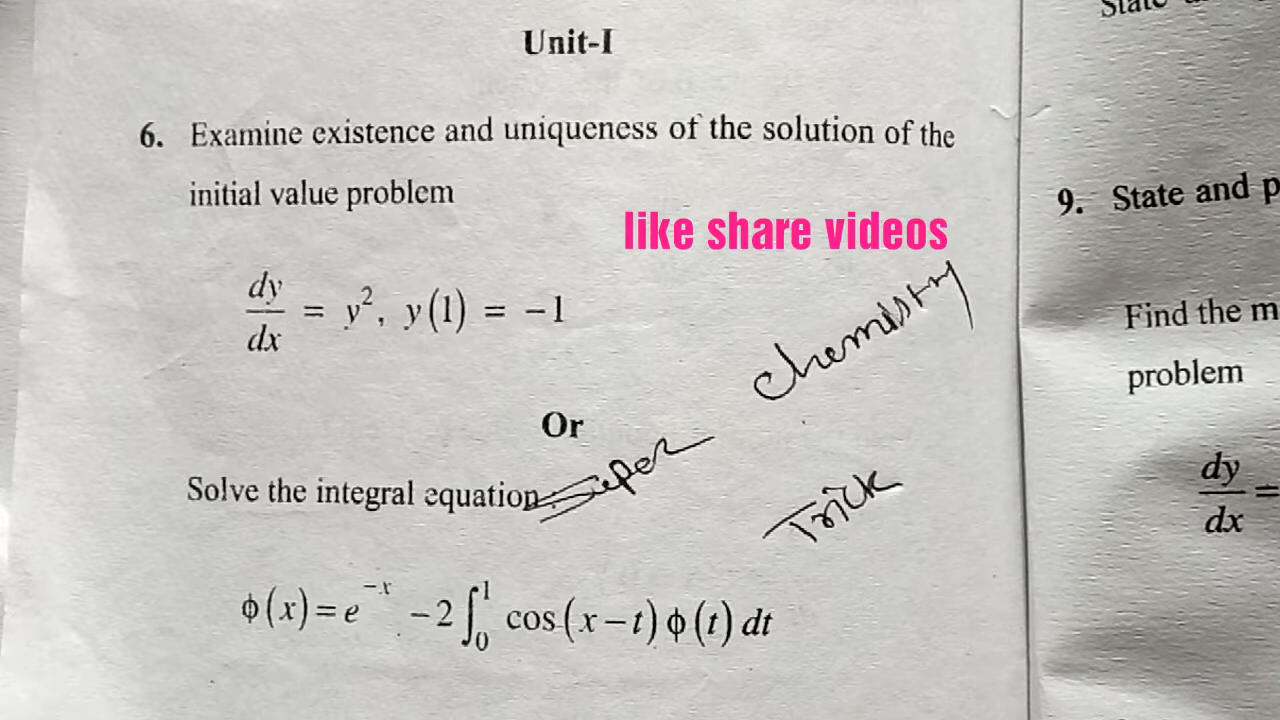 Unit-I
6. Examine existence and uniqueness of the solution of the
initial value problem
like share videos
dy/dx = y², y(1) = -1
chemistry
Or
Solve the integral equation
Super
Trick
ϕ(x)=e^{-x} -2∫₀¹ cos(x-t)ϕ(t) dt
9. State and p
Find the m
problem
dy/dx =